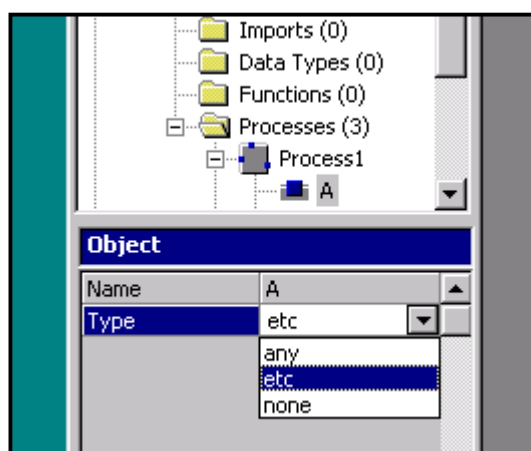 Imports (0)
Data Types (0)
Functions (0)
Processes (3)
Process1
A
Object
Name A
Type etc
any
etc
none